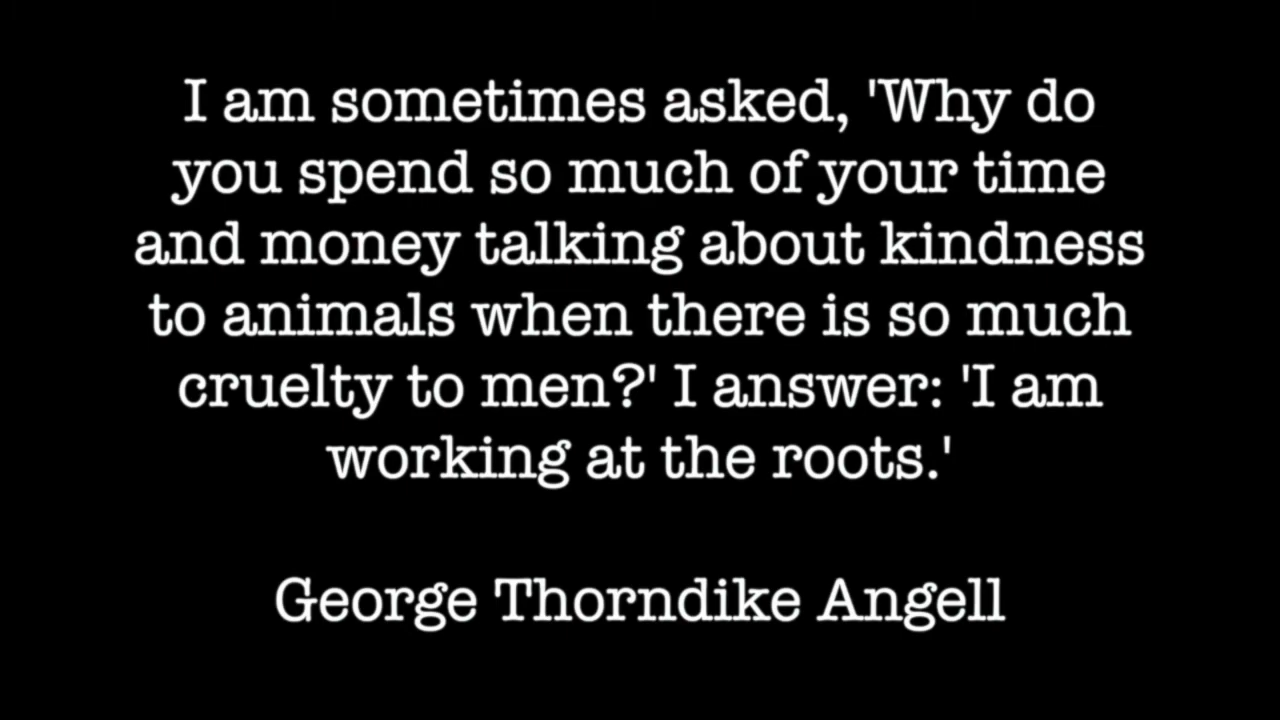 I am sometimes asked, 'Why do
you spend so much of your time
and money talking about kindness
to animals when there is so much
cruelty to men?' I answer: 'I am
working at the roots.'
George Thorndike Angell